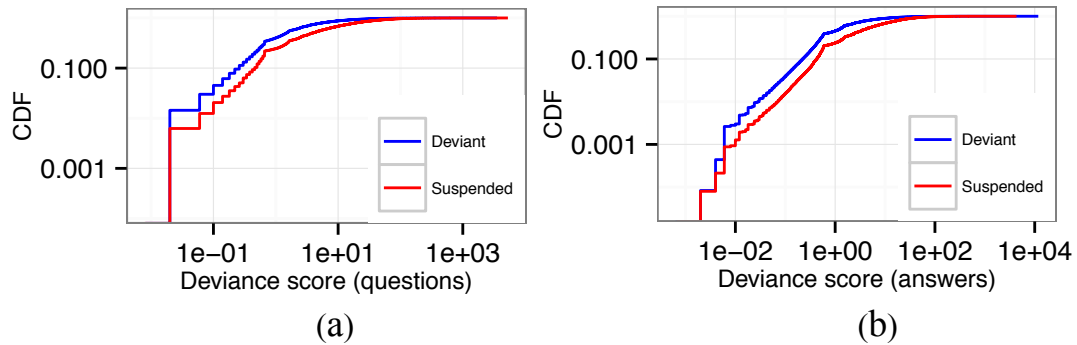 CDF
0.100
0.001
Deviant
Suspended
1e−01 1e+01 1e+03
Deviance score (questions)
(a)
CDF
0.100
0.001
Deviant
Suspended
1e−02 1e+00 1e+02 1e+04
Deviance score (answers)
(b)